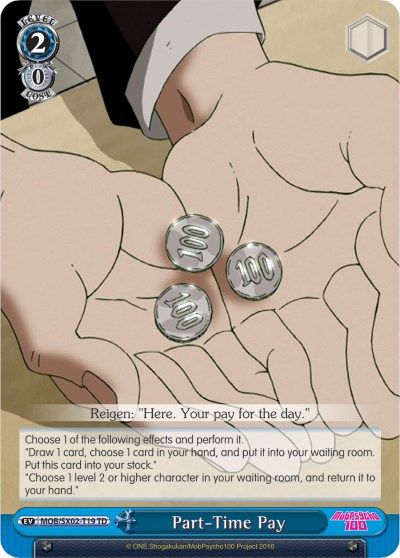 LEVEL
2
0
COST
100
100
100
Reigen: "Here. Your pay for the day."
Choose 1 of the following effects and perform it.
"Draw 1 card, choose 1 card in your hand, and put it into your waiting room.
Put this card into your stock."
"Choose 1 level 2 or higher character in your waiting room, and return it to
your hand."
EV MOB/SX02-T19 TD
Part-Time Pay
MobPsycho
100
© ONE,Shogakukan/MobPsycho100 Project 2016